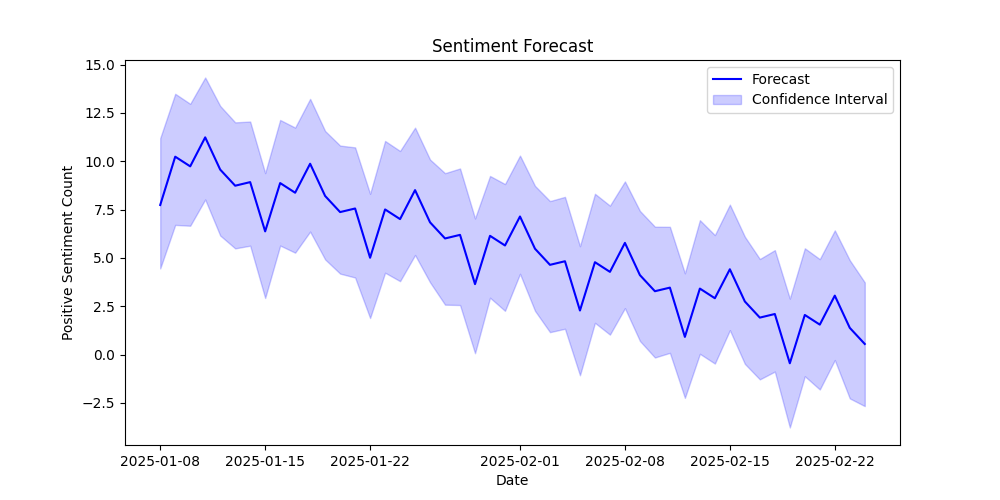 Sentiment Forecast
Forecast
Confidence Interval
Positive Sentiment Count
15.0
12.5
10.0
7.5
5.0
2.5
0.0
−2.5
2025-01-08 2025-01-15 2025-01-22 2025-02-01 2025-02-08 2025-02-15 2025-02-22
Date